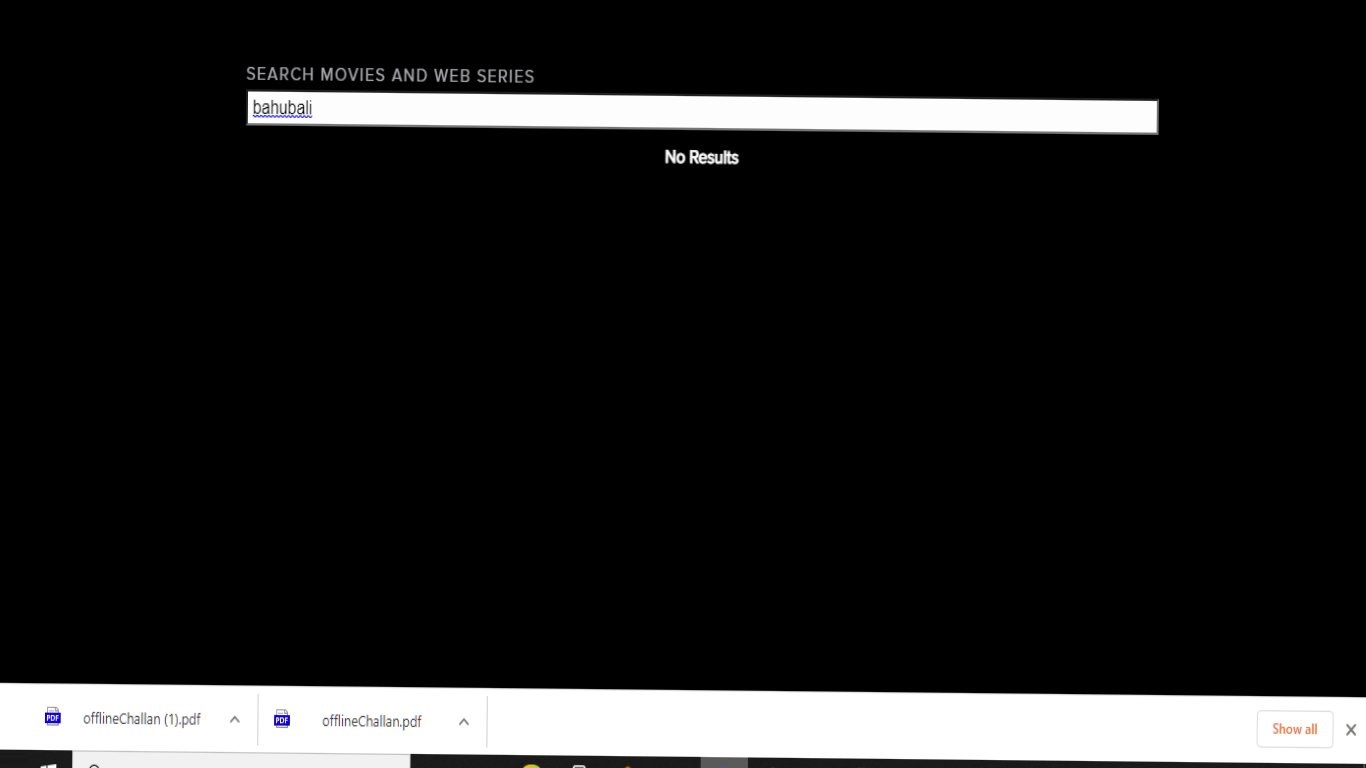 SEARCH MOVIES AND WEB SERIES
bahubali
No Results
PDF offlineChallan (1).pdf
PDF offlineChallan.pdf
Show all